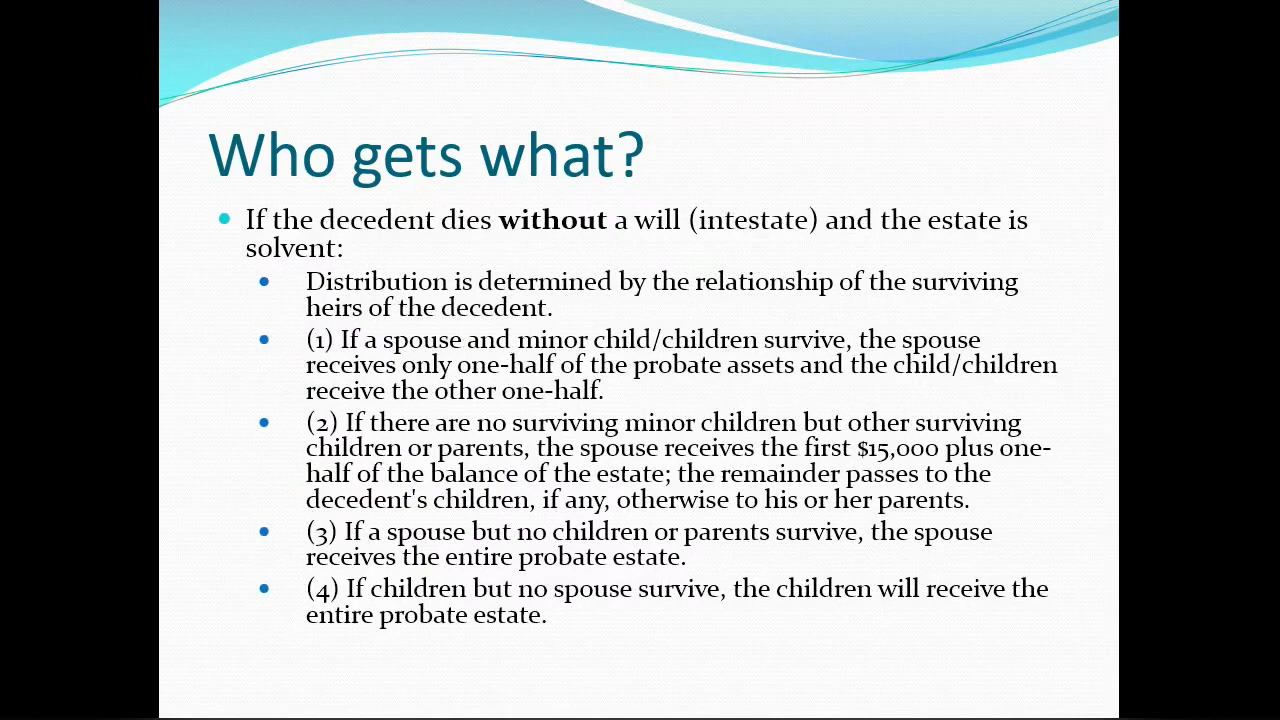 Who gets what?
If the decedent dies without a will (intestate) and the estate is
solvent:
Distribution is determined by the relationship of the surviving
heirs of the decedent.
(1) If a spouse and minor child/children survive, the spouse
receives only one-half of the probate assets and the child/children
receive the other one-half.
(2) If there are no surviving minor children but other surviving
children or parents, the spouse receives the first $15,000 plus one-
half of the balance of the estate; the remainder passes to the
decedent's children, if any, otherwise to his or her parents.
(3) If a spouse but no children or parents survive, the spouse
receives the entire probate estate.
(4) If children but no spouse survive, the children will receive the
entire probate estate.